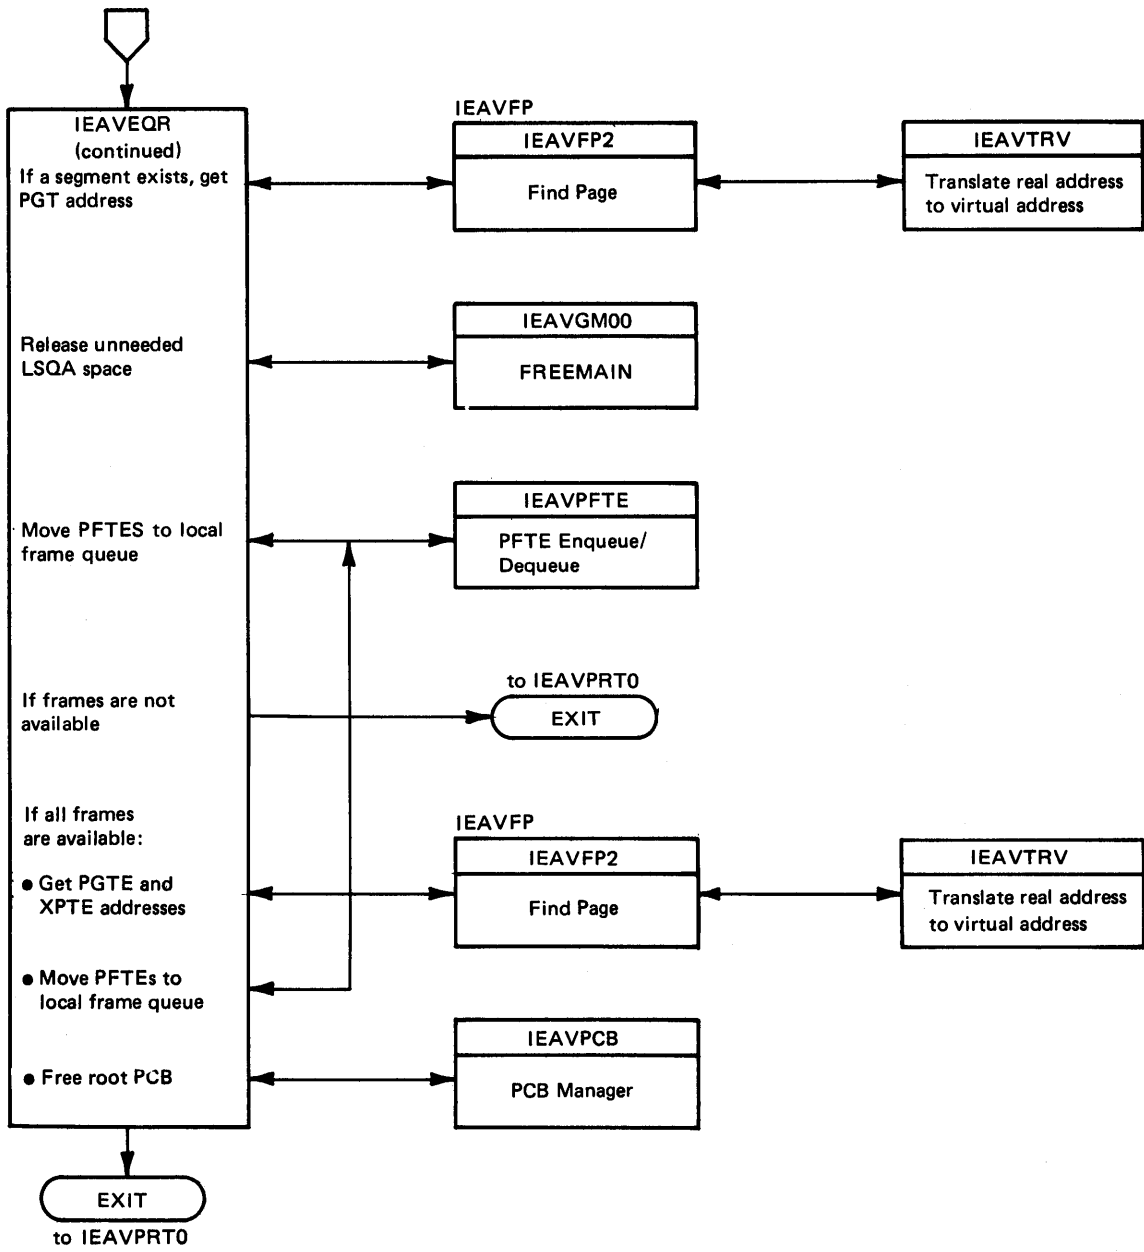 IEAVEQR
(continued)
If a segment exists, get
PGT address
IEAVFP
IEAVFP2
Find Page
IEAVTRV
Translate real address
to virtual address
Release unneeded
LSQA space
IEAVGM00
FREEMAIN
Move PFTES to local
frame queue
IEAVPFTE
PFTE Enqueue/
Dequeue
If frames are not
available
to IEAVPRT0
EXIT
If all frames
are available:
● Get PGTE and
XPTE addresses
IEAVFP
IEAVFP2
Find Page
IEAVTRV
Translate real address
to virtual address
● Move PFTEs to
local frame queue
● Free root PCB
IEAVPCB
PCB Manager
EXIT
to IEAVPRT0